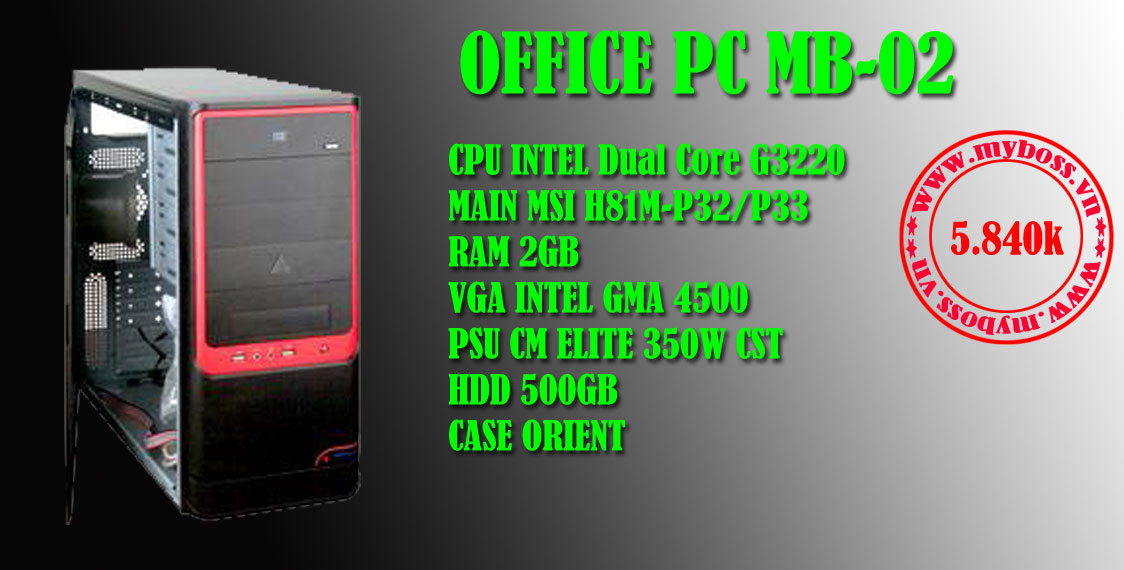 OFFICE PC MB-02
CPU INTEL Dual Core G3220
MAIN MSI H81M-P32/P33
RAM 2GB
VGA INTEL GMA 4500
PSU CM ELITE 350W CST
HDD 500GB
CASE ORIENT
www.myboss.vn
5.840k
www.myboss.vn